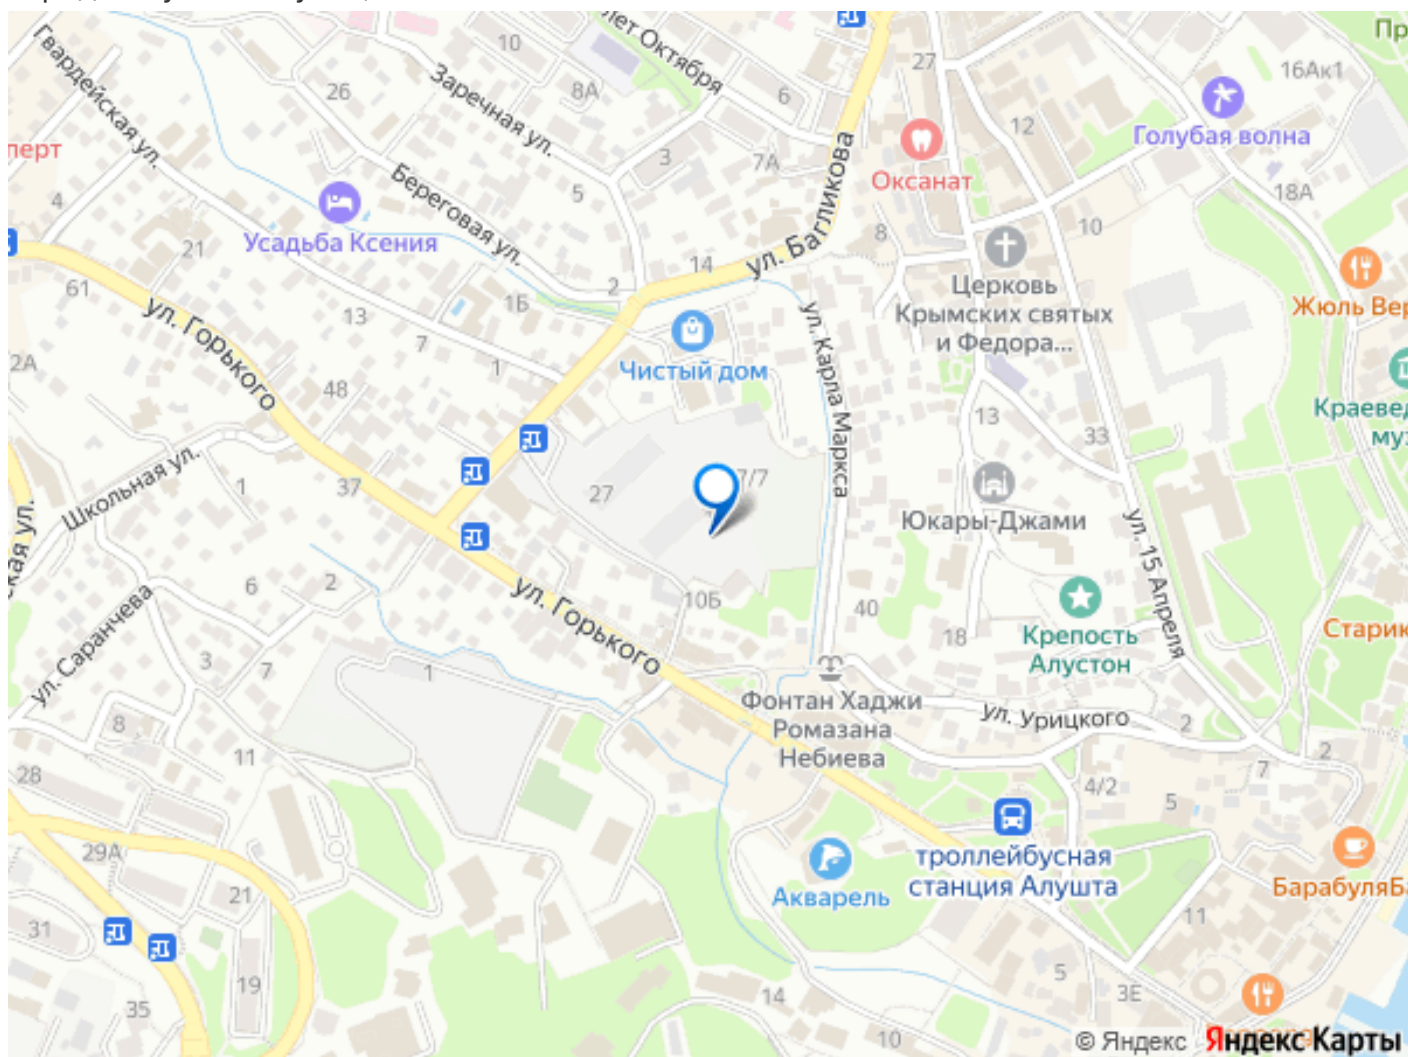 10
лет Октября
Гвардейская ул.
Заречная ул.
26
8А
6
27
16Ак1
12
Голубая волна
Оксанат
3
7А
5
перт
4
Береговая ул.
18А
Усадьба Ксения
ул. Багликова
21
8
10
14
2
1Б
61
Церковь
Крымских святых
и Федора...
Жюль Вер
ул. Горького
13
7
1
Чистый дом
ул. Карла Маркса
2А
48
13
33
Краевед
му
Школьная ул.
1
37
27
7/7
Юкары-Джами
ул. 15 Апреля
ская ул.
6
2
ул. Горького
10Б
40
18
Крепость
Алустон
Старик
ул. Саранчева
3
7
1
8
11
Фонтан Хаджи
Ромазана
Небиева
ул. Урицкого
2
2
7
28
4/2
5
29А
21
троллейбусная
станция Алушта
Акварель
БарабуляБа
11
31
19
35
14
5
3Е
10
© Яндекс
Яндекс Карты